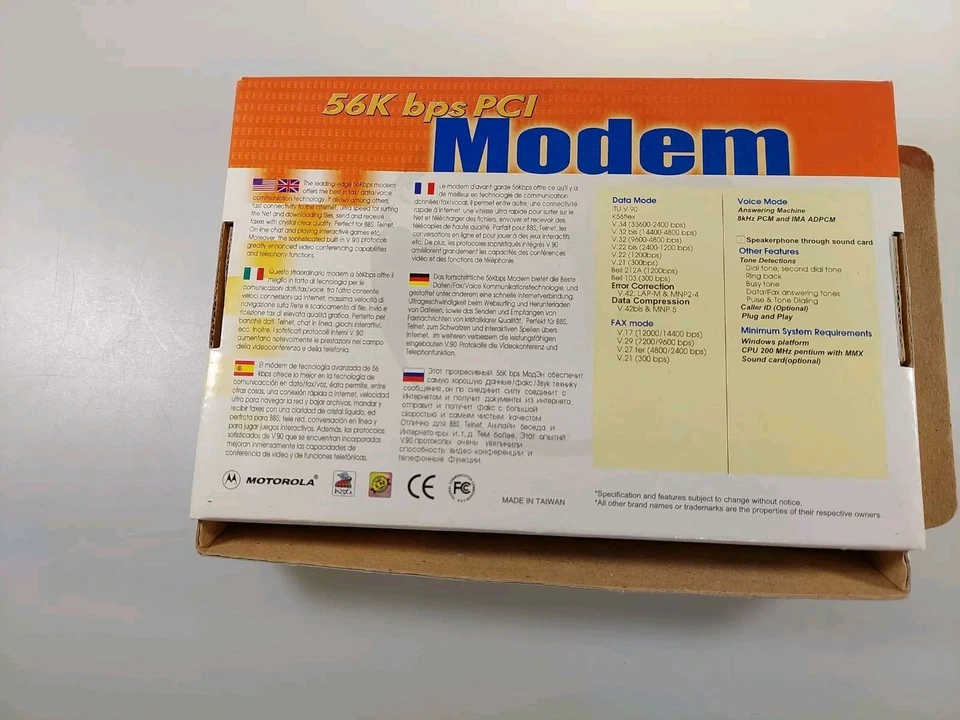 56K bps PCI
Modem
The leading edge 56Kbps modem
offers the best in fax/data/voice
communication technology. It allows among others
fast connectivity to the internet, ultra speed for surfing
the Net and downloading files, send and receive
faxes with crystal clear quality. Perfect for BBS, Telnet,
On-line chat and playing interactive games etc.
Moreover, the sophisticated built in V.90 protocols
greatly enhanced video conferencing capabilities
and telephony functions.
Questo straordinario modem a 56Kbps offre il
meglio in fatto di tecnologia per le
comunicazioni dati/fax/voce, fra l'altro consente
veloci connessioni ad Internet, massima velocità di
navigazione sulla Rete e scaricamento di file, invio e
ricezione fax di elevata qualità grafica. Perfetto per
banche dati, Telnet, chat in linea, giochi interattivi,
ecc. Inoltre, i sofisticati protocol interni V.90
aumentano notevolmente le prestazioni nel campo
della videoconferenza e della telefonia.
El módem de tecnología avanzada de 56
kbps ofrece lo mejor en la tecnología de
comunicacción en dato/fax/voz, ésta permite, entre
otras cosas, una conexión rápida a Internet, velocidad
ultra para navegar la red y bajar archivos, mandar y
recibir faxes con una claridad de cristal líquido, ed
perfecta para BBS, tele red, conversación en línea y
para jugar juegos interactivos. Además, los protocolos
sofisticados de V.90 que se encuentran incorporados
mejoran inmensamente las capacidades de
conferencia de video y de funciones telefónicas.
Le modem d'avant-garde 56Kbps offre ce qu'il y a
de meilleur en technologie de communication
données/fax/vocal. Il permet entre autre, une connectivité
rapide à Internet, une vitesse ultra rapide pour surfer sur le
Net et télécharger des fichiers, envoyer et recevoir des
télécopies de haute qualité. Parfait pour BBS, Telnet, les
conversations en ligne et pour jouer à des jeux interactifs
etc. De plus, les protocoles sophistiqués intégrés V.90
améliorent grandement les capacités de conférences
vidéo et des fonctions de téléphonie.
Das fortschrittliche 56Kbps Modem bietet die Beste
Daten/Fax/Voice Kommunikationstechnologie, und
gestattet unter anderem eine schnelle Internetverbindung,
Ultrageschwindigkeit beim Websurfing und Herunterladen
von Dateien, sowie das Senden und Empfangen von
Faxnachrichten von kristallklarer Qualität. Perfekt für BBS,
Telnet, zum Schwatzen und interaktiven Spielen übers
Internet. Im weiteren verbessern die leistungsfähigen
eingebauten V.90 Protokolle die Videokonferenz und
Telephonfunktion.
Этот прогресивный 56K bps МодЭн обеспечит
самую хорошую Данные/факс/Звук технику
сообщения, он по соединит силу соединит с
Интернетом и получит документы из интернета,
отправит и получит факс с большой
скоростью и самым чистым качеством.
Отлично для BBS, Telnet, Ан-лайн беседа и
Интернето-гры и.т.д. Тем более. Этот опытий
V.90 протоколы очень увеличили
способность видео-конференции и
телефонные Функции.
Data Mode
ITU-V.90
K56flex
V.34 (33600-2400 bps)
V.32 bis (14400-4800 bps)
V.32 (9600-4800 bps)
V.22 bis (2400-1200 bps)
V.22 (1200bps)
V.21 (300bps)
Bell 212A (1200bps)
Bell 103 (300 bps)
Error Correction
V.42, LAP-M & MNP2-4
Data Compression
V.42bis & MNP 5
FAX mode
V.17 (12000/14400 bps)
V.29 (7200/9600 bps)
V.27 ter (4800/2400 bps)
V.21 (300 bps)
Voice Mode
Answering Machine
8kHz PCM and IMA ADPCM
Speakerphone through sound card
Other Features
Tone Detections
Dial tone, second dial tone
Ring back
Busy tone
Data/Fax answering tones
Pulse & Tone Dialing
Caller ID (Optional)
Plug and Play
Minimum System Requirements
Windows platform
CPU 200 MHz pentium with MMX
Sound card(optional)
MOTOROLA®
CE
FC
MADE IN TAIWAN
*Specification and features subject to change without notice.
*All other brand names or trademarks are the properties of their respective owners.